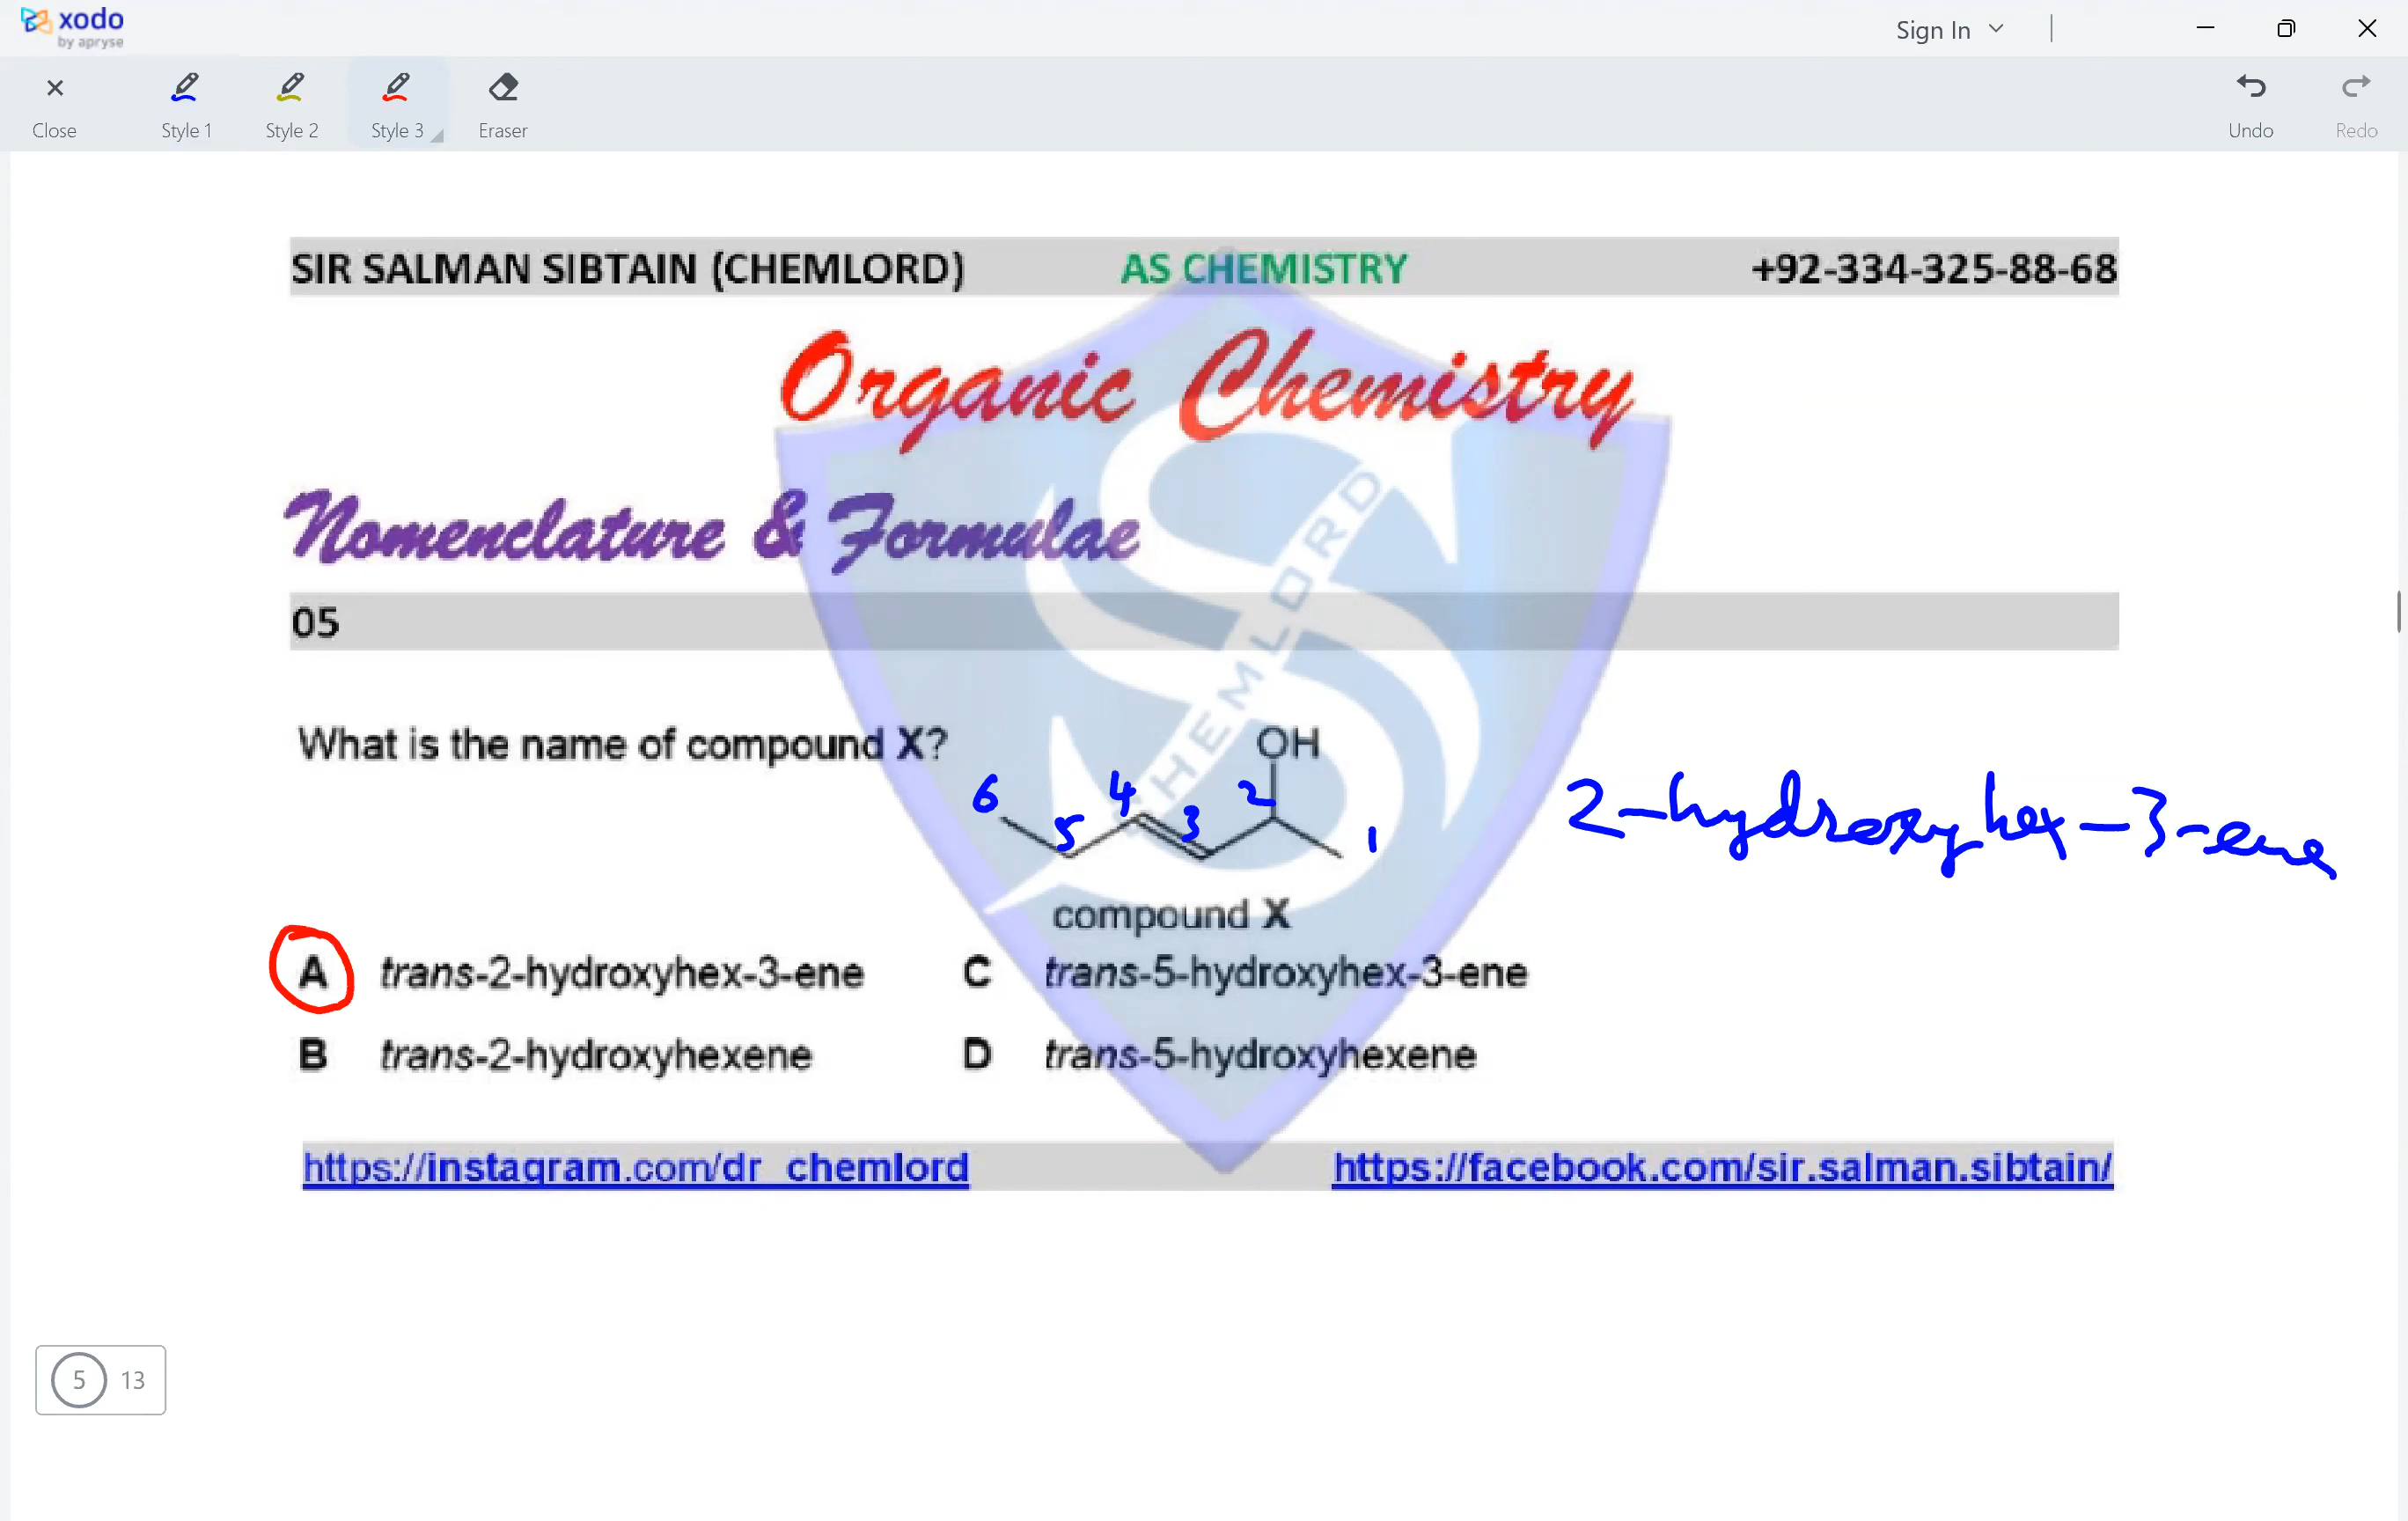 xodo
by apryse
Sign In
Close
Style 1
Style 2
Style 3
Eraser
Undo
Redo
SIR SALMAN SIBTAIN (CHEMLORD) AS CHEMISTRY +92-334-325-88-68
Organic Chemistry
Nomenclature & Formulae
CHEMLORD
05
What is the name of compound X?
OH
6 5 4 3 2 1
2-hydroxyhex-3-ene
compound X
A trans-2-hydroxyhex-3-ene C trans-5-hydroxyhex-3-ene
B trans-2-hydroxyhexene D trans-5-hydroxyhexene
https://instagram.com/dr_chemlord https://facebook.com/sir.salman.sibtain/
5 13